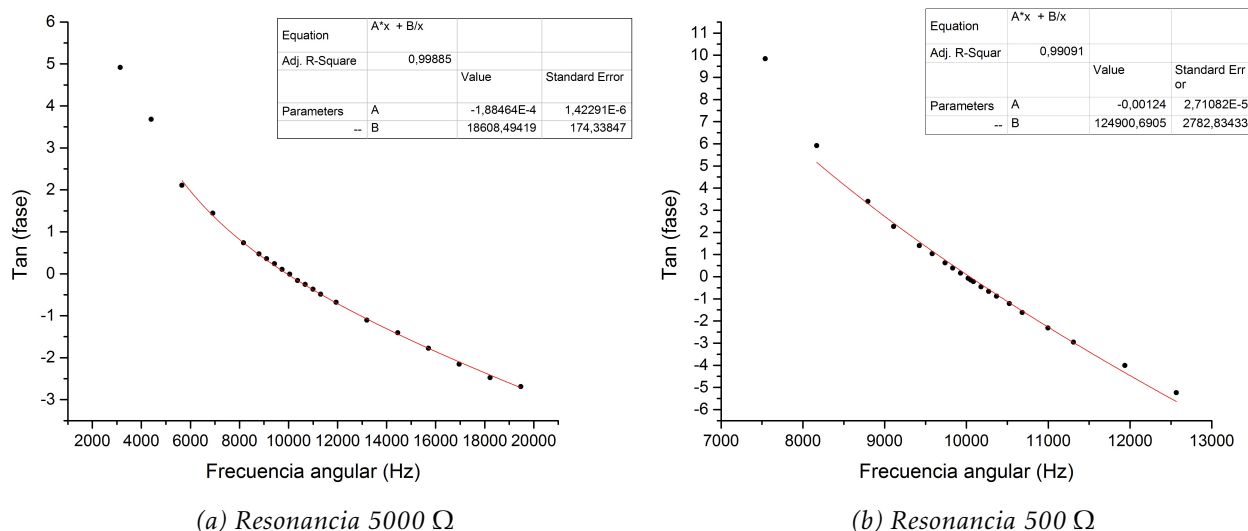 6
5
4
3
2
1
0
-1
-2
-3
Tan (fase)
2000 4000 6000 8000 10000 12000 14000 16000 18000 20000
Frecuencia angular (Hz)
Equation A*x + B/x
Adj. R-Square 0,99885
Value Standard Error
Parameters A -1,88464E-4 1,42291E-6
-- B 18608,49419 174,33847
(a) Resonancia 5000 Ω
11
10
9
8
7
6
5
4
3
2
1
0
-1
-2
-3
-4
-5
-6
Tan (fase)
7000 8000 9000 10000 11000 12000 13000
Frecuencia angular (Hz)
Equation A*x + B/x
Adj. R-Squar 0,99091
Value Standard Err
or
Parameters A -0,00124 2,71082E-5
-- B 124900,6905 2782,83433
(b) Resonancia 500 Ω